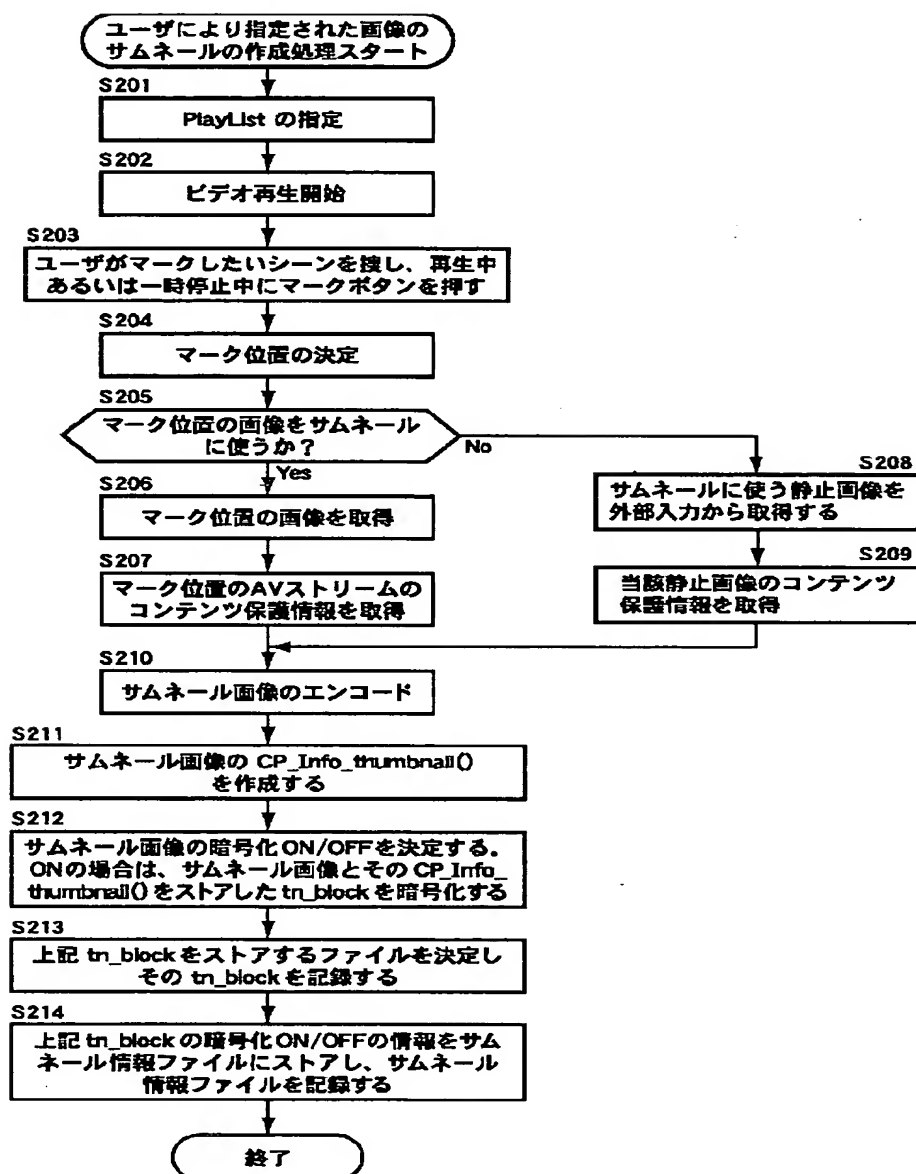 ユーザにより指定された画像の
サムネールの作成処理スタート
S201
PlayList の指定
S202
ビデオ再生開始
S203
ユーザがマークしたいシーンを捜し、再生中
あるいは一時停止中にマークボタンを押す
S204
マーク位置の決定
S205
マーク位置の画像をサムネール
に使うか？
No
Yes
S206
マーク位置の画像を取得
S207
マーク位置のAVストリームの
コンテンツ保護情報を取得
S208
サムネールに使う静止画像を
外部入力から取得する
S209
当該静止画像のコンテンツ
保護情報を取得
S210
サムネール画像のエンコード
S211
サムネール画像の CP_Info_thumbnail()
を作成する
S212
サムネール画像の暗号化ON/OFFを決定する。
ONの場合は、サムネール画像とその CP_Info_
thumbnail()をストアした tn_block を暗号化する
S213
上記 tn_block をストアするファイルを決定し
その tn_block を記録する
S214
上記 tn_block の暗号化ON/OFFの情報をサム
ネール情報ファイルにストアし、サムネール
情報ファイルを記録する
終了